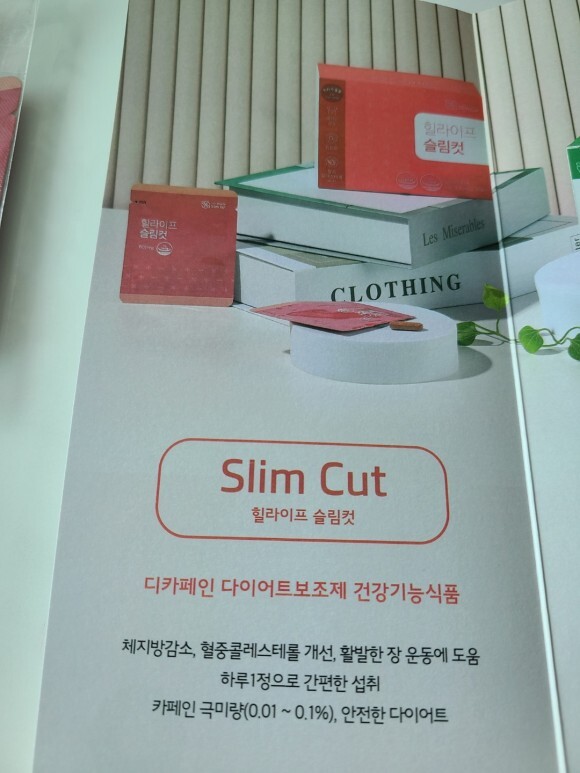 힐라이프
슬림컷
힐라이프
슬림컷
Les Miserables
CLOTHING
Slim Cut
힐라이프 슬림컷
디카페인 다이어트보조제 건강기능식품
체지방감소, 혈중콜레스테롤 개선, 활발한 장 운동에 도움
하루1정으로 간편한 섭취
카페인 극미량(0.01 ~ 0.1%), 안전한 다이어트